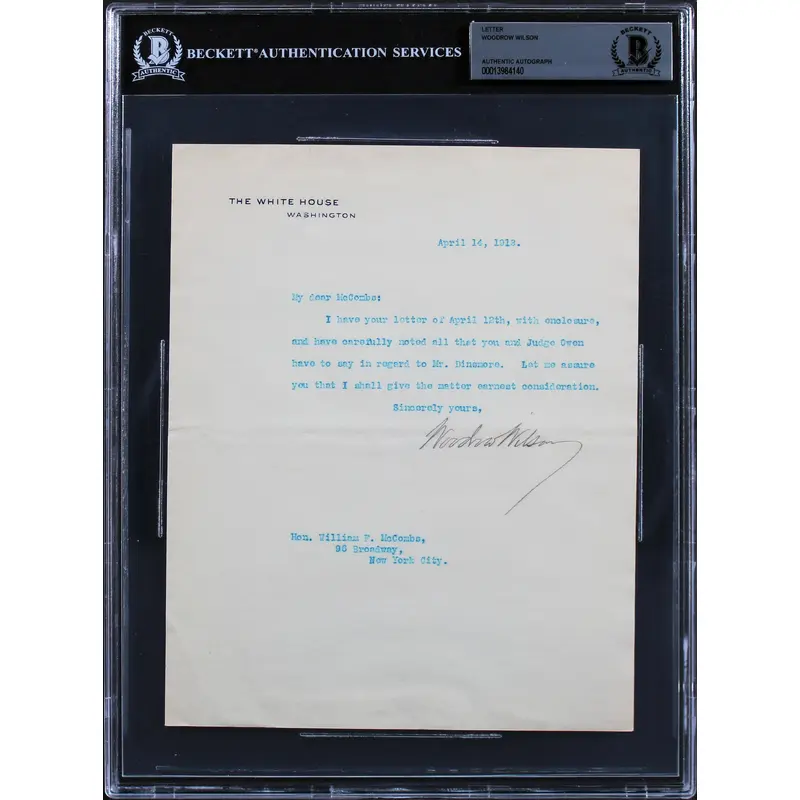 BECKETT
B
AUTHENTIC
BECKETT® AUTHENTICATION SERVICES
LETTER
WOODROW WILSON
AUTHENTIC AUTOGRAPH
00013984140
BECKETT
B
AUTHENTIC
THE WHITE HOUSE
WASHINGTON
April 14, 1913.
My dear McCombs:
I have your letter of April 12th, with enclosure,
and have carefully noted all that you and Judge Owen
have to say in regard to Mr. Dinsmore. Let me assure
you that I shall give the matter earnest consideration.
Sincerely yours,
Woodrow Wilson
Hon. William F. McCombs,
96 Broadway,
New York City.